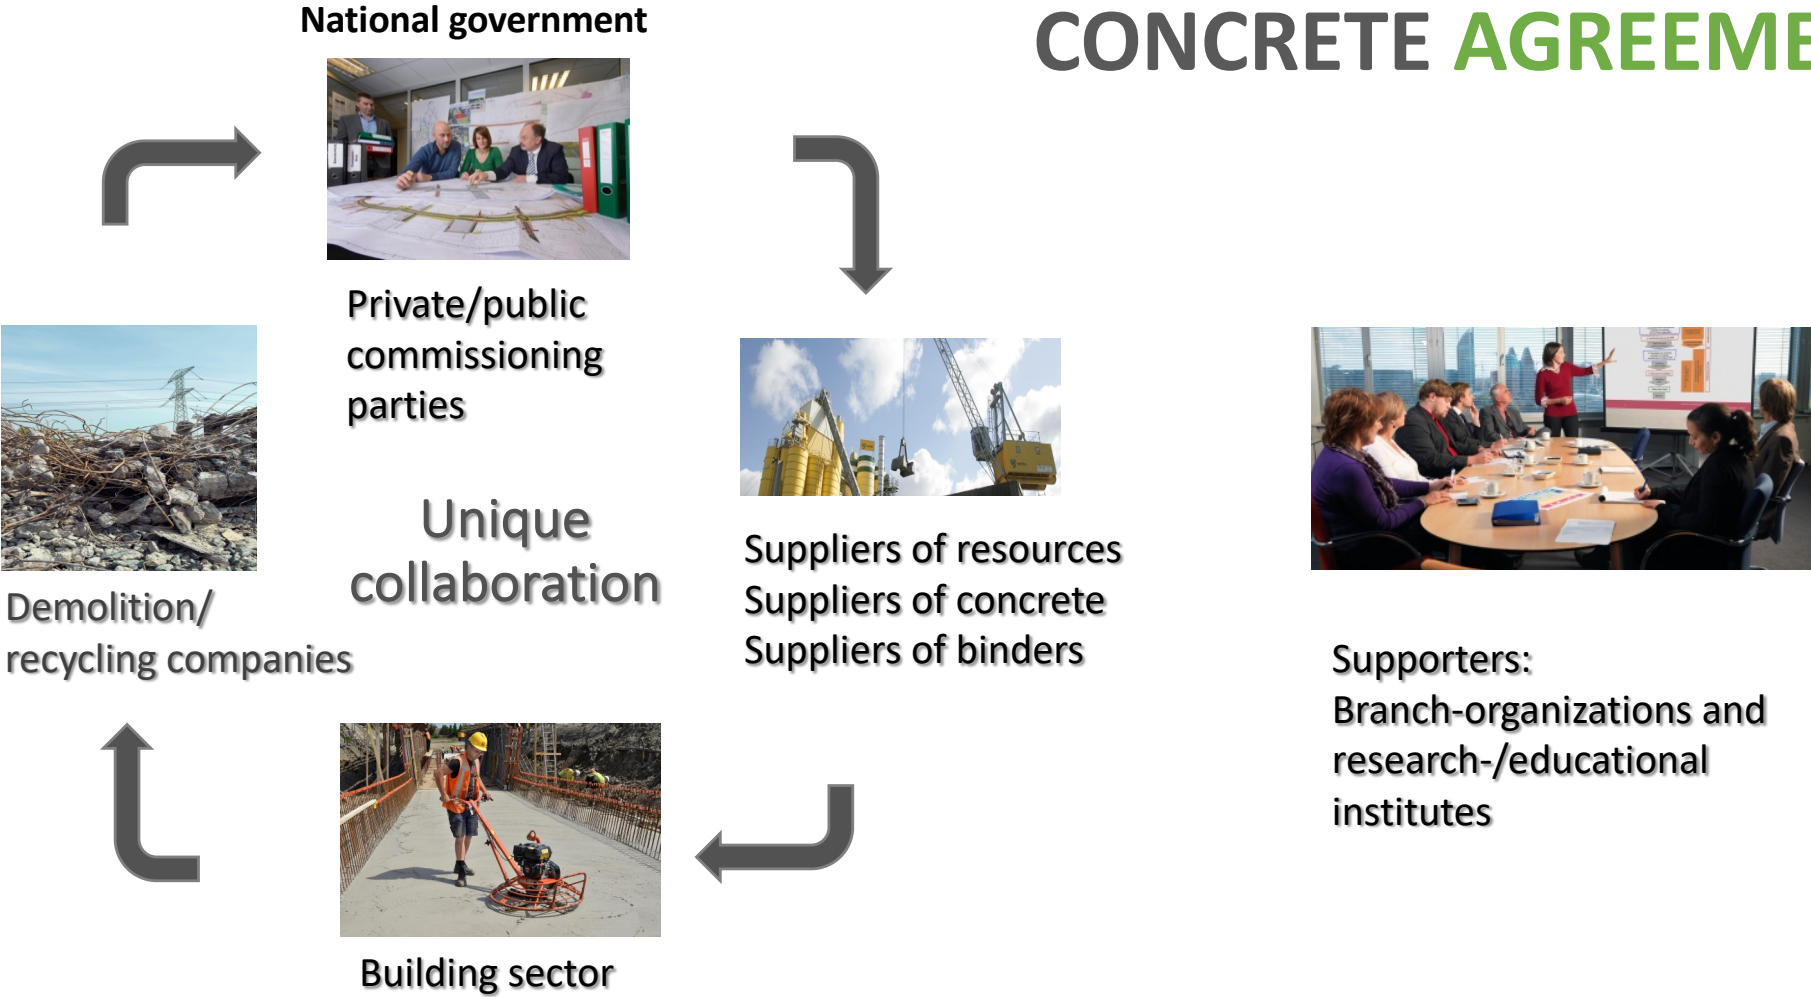 National government
CONCRETE AGREEME
Private/public
commissioning
parties
Unique
collaboration
Demolition/
recycling companies
Suppliers of resources
Suppliers of concrete
Suppliers of binders
Supporters:
Branch-organizations and
research-/educational
institutes
Building sector